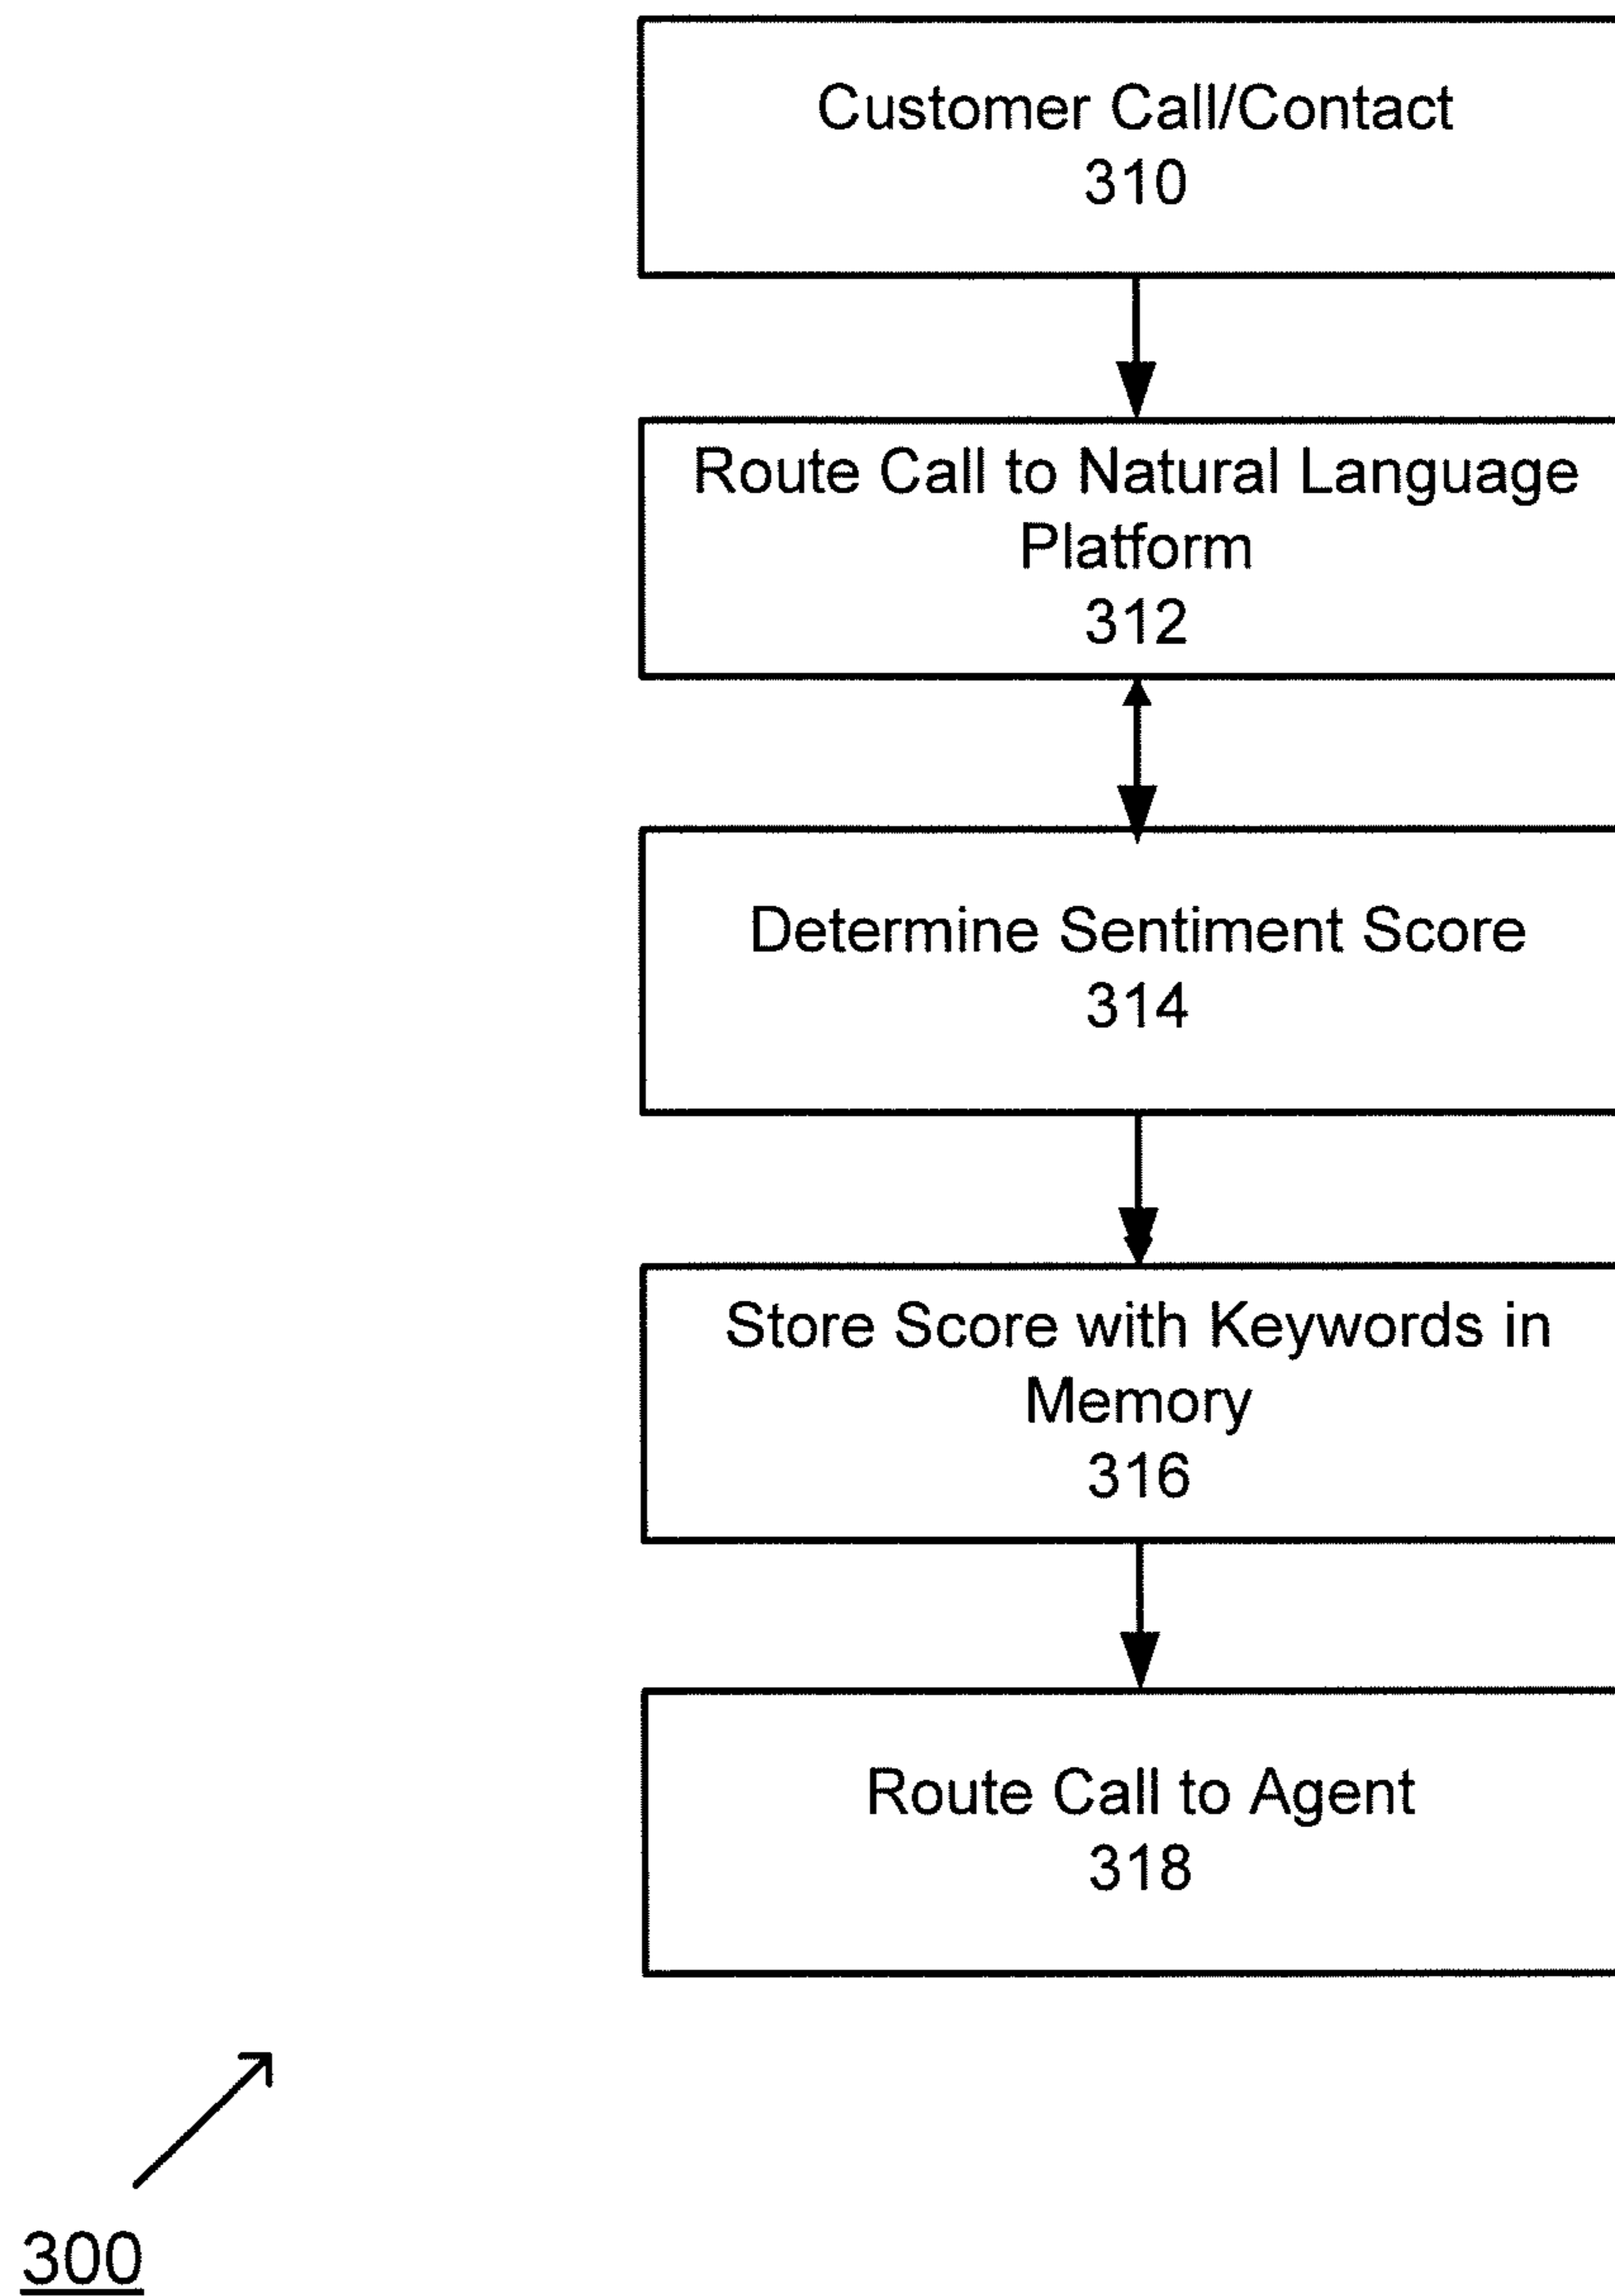 Customer Call/Contact
310
Route Call to Natural Language
Platform
312
Determine Sentiment Score
314
Store Score with Keywords in
Memory
316
Route Call to Agent
318
300